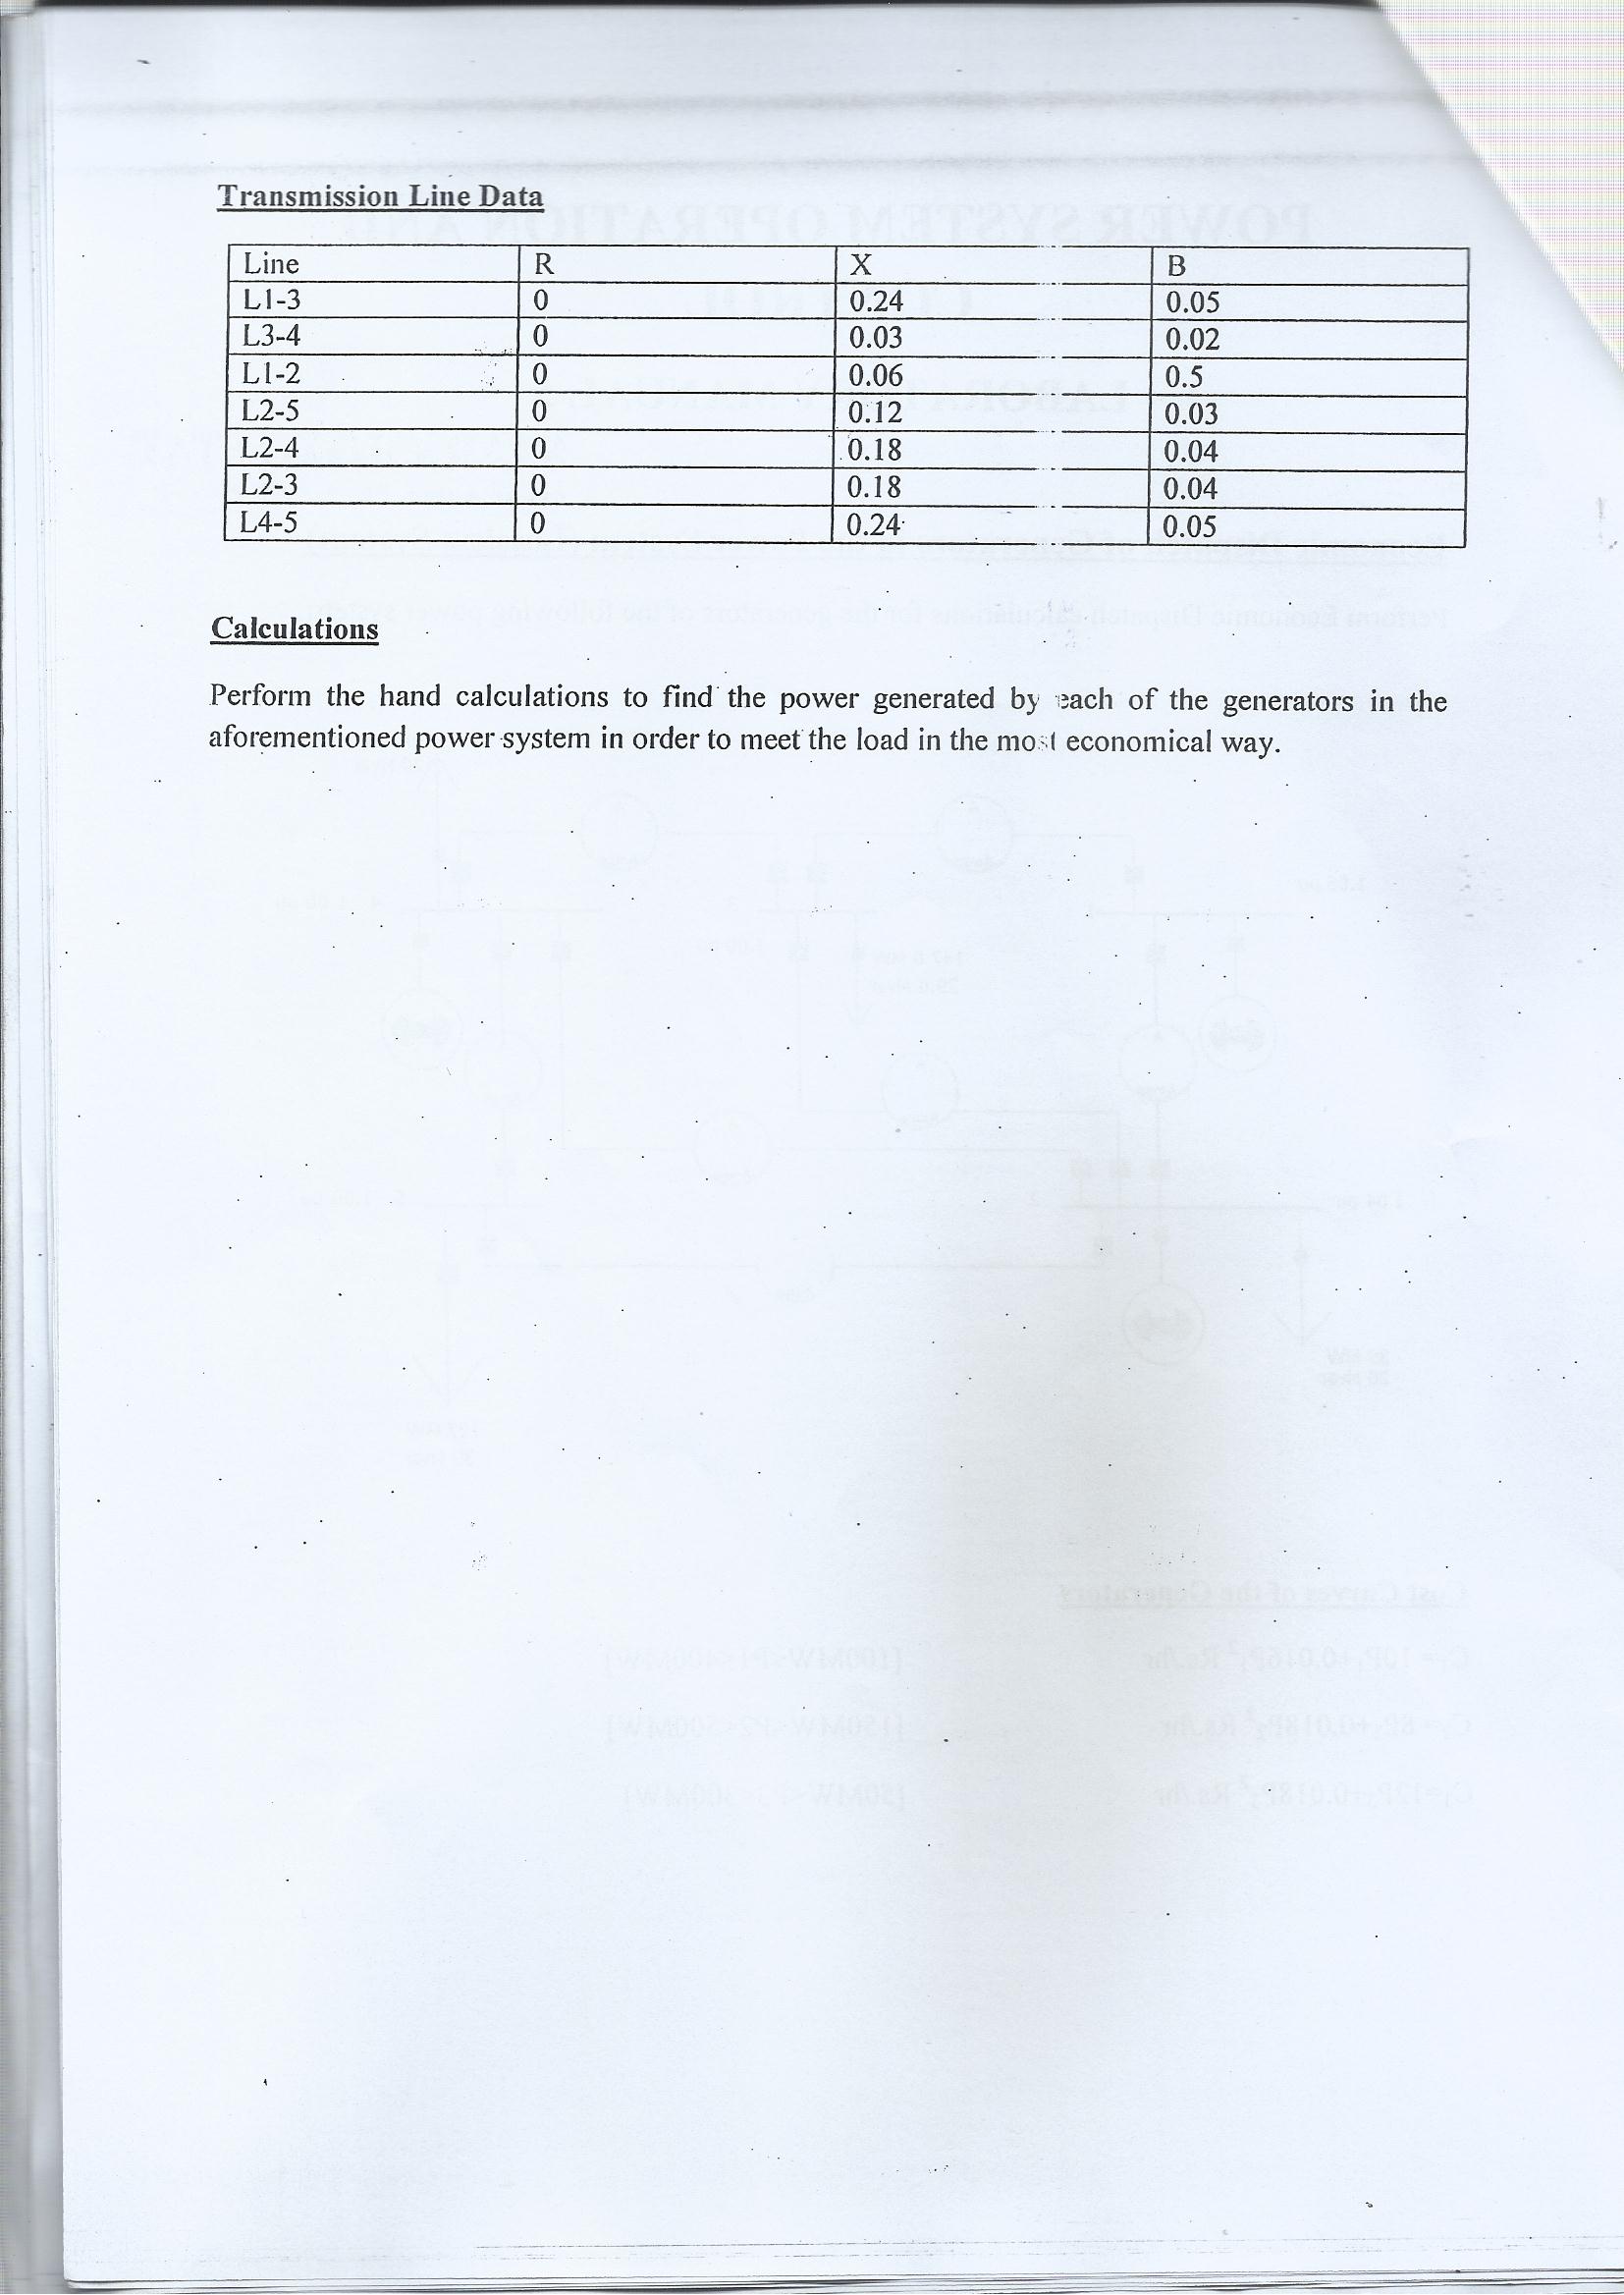 Transmission Line Data
Line R X B
L1-3 0 0.24 0.05
L3-4 0 0.03 0.02
L1-2 0 0.06 0.5
L2-5 0 0.12 0.03
L2-4 0 0.18 0.04
L2-3 0 0.18 0.04
L4-5 0 0.24 0.05
Calculations
Perform the hand calculations to find the power generated by each of the generators in the
aforementioned power system in order to meet the load in the most economical way.